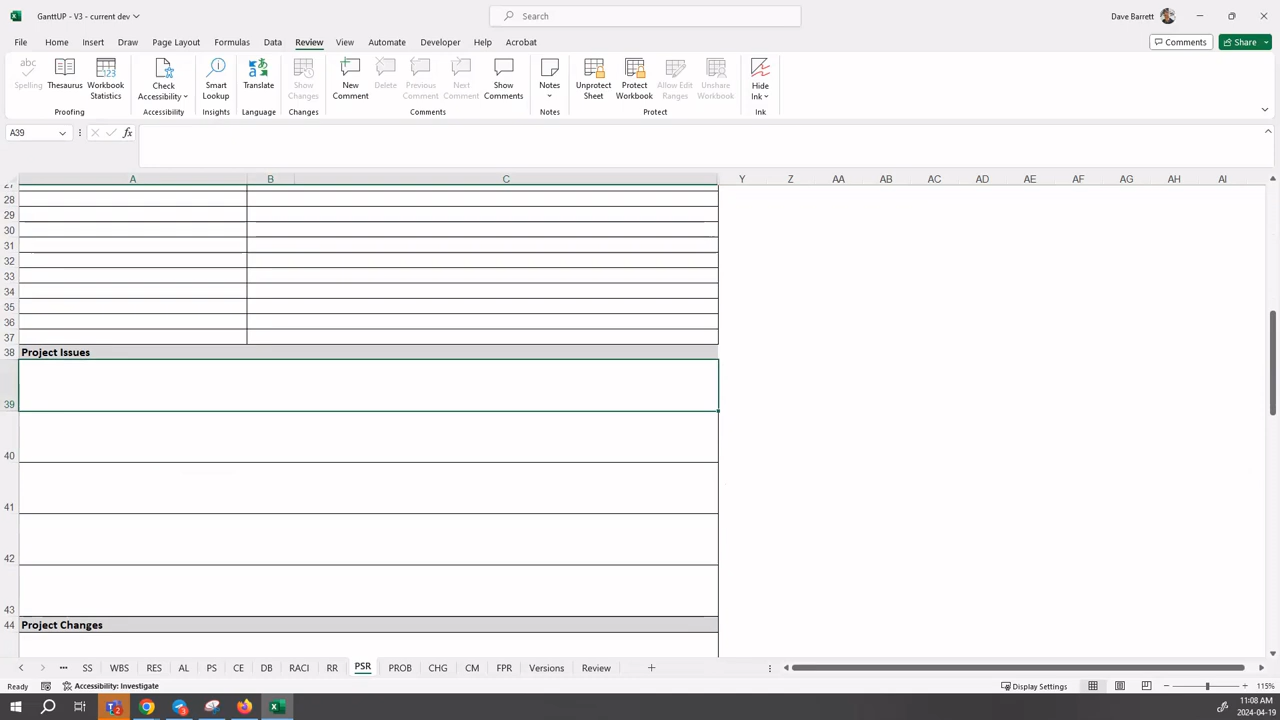 GanttUP - V3 - current dev
Search
Dave Barrett
File Home Insert Draw Page Layout Formulas Data Review View Automate Developer Help Acrobat
Comments Share
abc
123
Spelling Thesaurus Workbook Statistics
Check Accessibility
Smart Lookup
Translate
Show Changes
New Comment
Delete
Previous Comment
Next Comment
Show Comments
Notes
Unprotect Sheet
Protect Workbook
Allow Edit Ranges
Unshare Workbook
Hide Ink
Proofing Accessibility Insights Language Changes Comments Notes Protect Ink
A39 fx
A B C Y Z AA AB AC AD AE AF AG AH AI
27
28
29
30
31
32
33
34
35
36
37
38 Project Issues
39
40
41
42
43
44 Project Changes
... SS WBS RES AL PS CE DB RACI RR PSR PROB CHG CM FPR Versions Review +
Ready Accessibility: Investigate Display Settings 115%
11:08 AM
2024-04-19